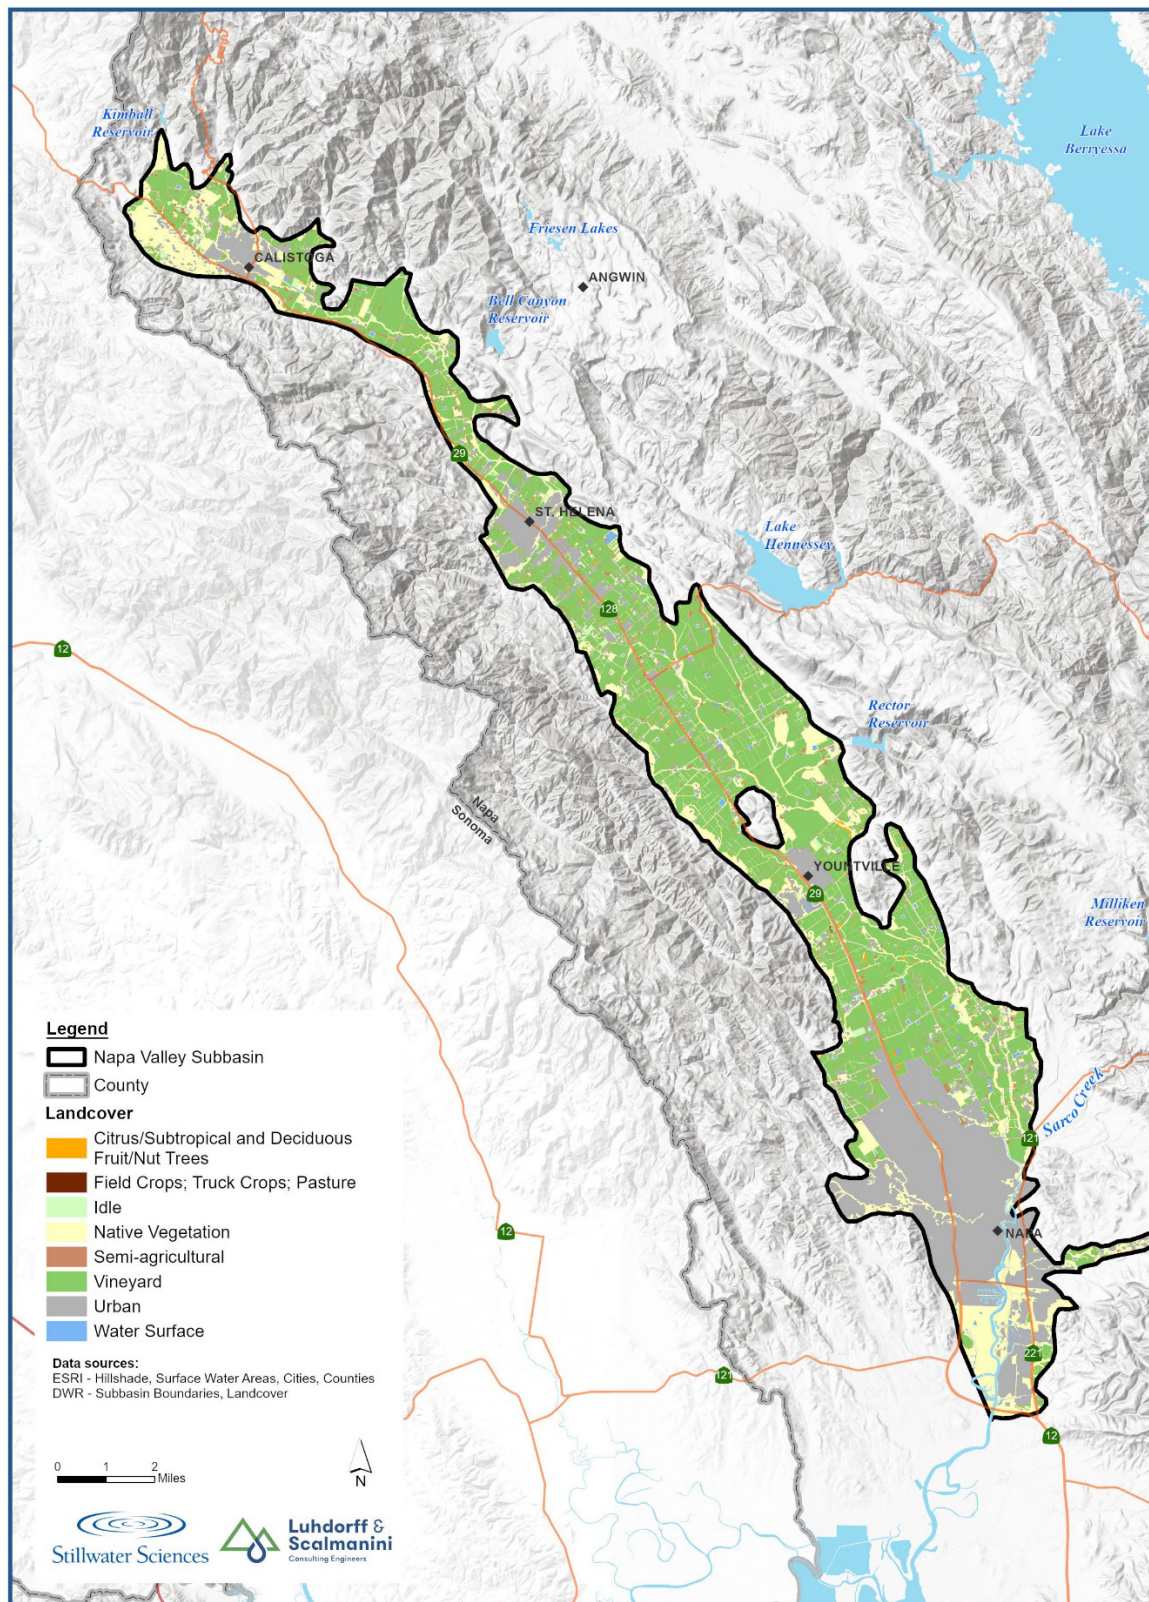 Kimball
Reservoir
Lake
Berryessa
Friesen Lakes
CALISTOGA
ANGWIN
Bell Canyon
Reservoir
29
ST. HELENA
Lake
Hennessey
128
12
Rector
Reservoir
Napa
Sonoma
YOUNTVILLE
29
Milliken
Reservoir
Sarco Creek
121
12
NAPA
221
121
12
Legend
Napa Valley Subbasin
County
Landcover
Citrus/Subtropical and Deciduous
Fruit/Nut Trees
Field Crops; Truck Crops; Pasture
Idle
Native Vegetation
Semi-agricultural
Vineyard
Urban
Water Surface
Data sources:
ESRI - Hillshade, Surface Water Areas, Cities, Counties
DWR - Subbasin Boundaries, Landcover
0 1 2
Miles
N
Stillwater Sciences
Luhdorff &
Scalmanini
Consulting Engineers